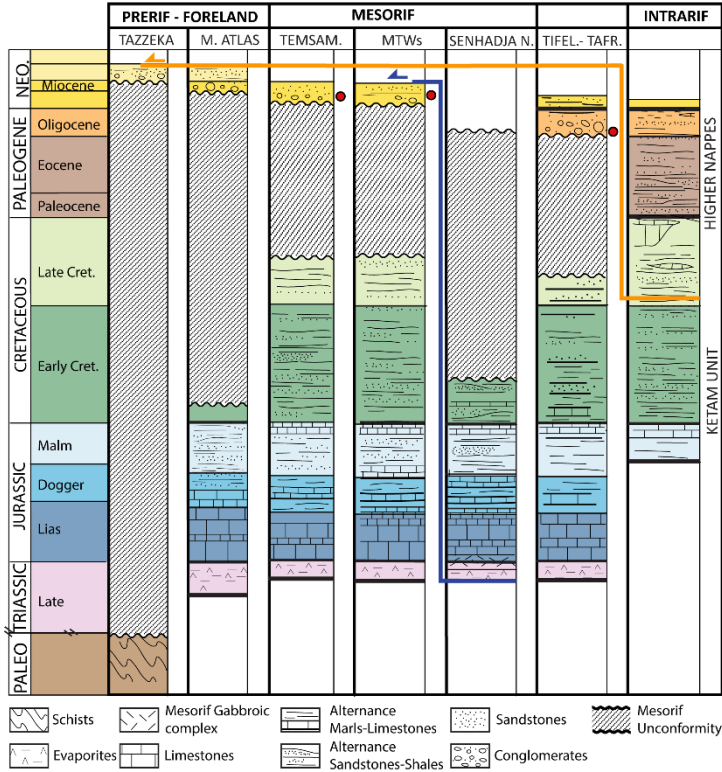 PRERIF - FORELAND
MESORIF
INTRARIF
TAZZEKA
M. ATLAS
TEMSAM.
MTWs
SENHADJA N.
TIFEL.- TAFR.
NEO.
Miocene
PALEOGENE
Oligocene
Eocene
Paleocene
CRETACEOUS
Late Cret.
Early Cret.
JURASSIC
Malm
Dogger
Lias
TRIASSIC
Late
PALEO
HIGHER NAPPES
KETAM UNIT
Schists
Mesorif Gabbroic
complex
Alternance
Marls-Limestones
Sandstones
Mesorif
Unconformity
Evaporites
Limestones
Alternance
Sandstones-Shales
Conglomerates